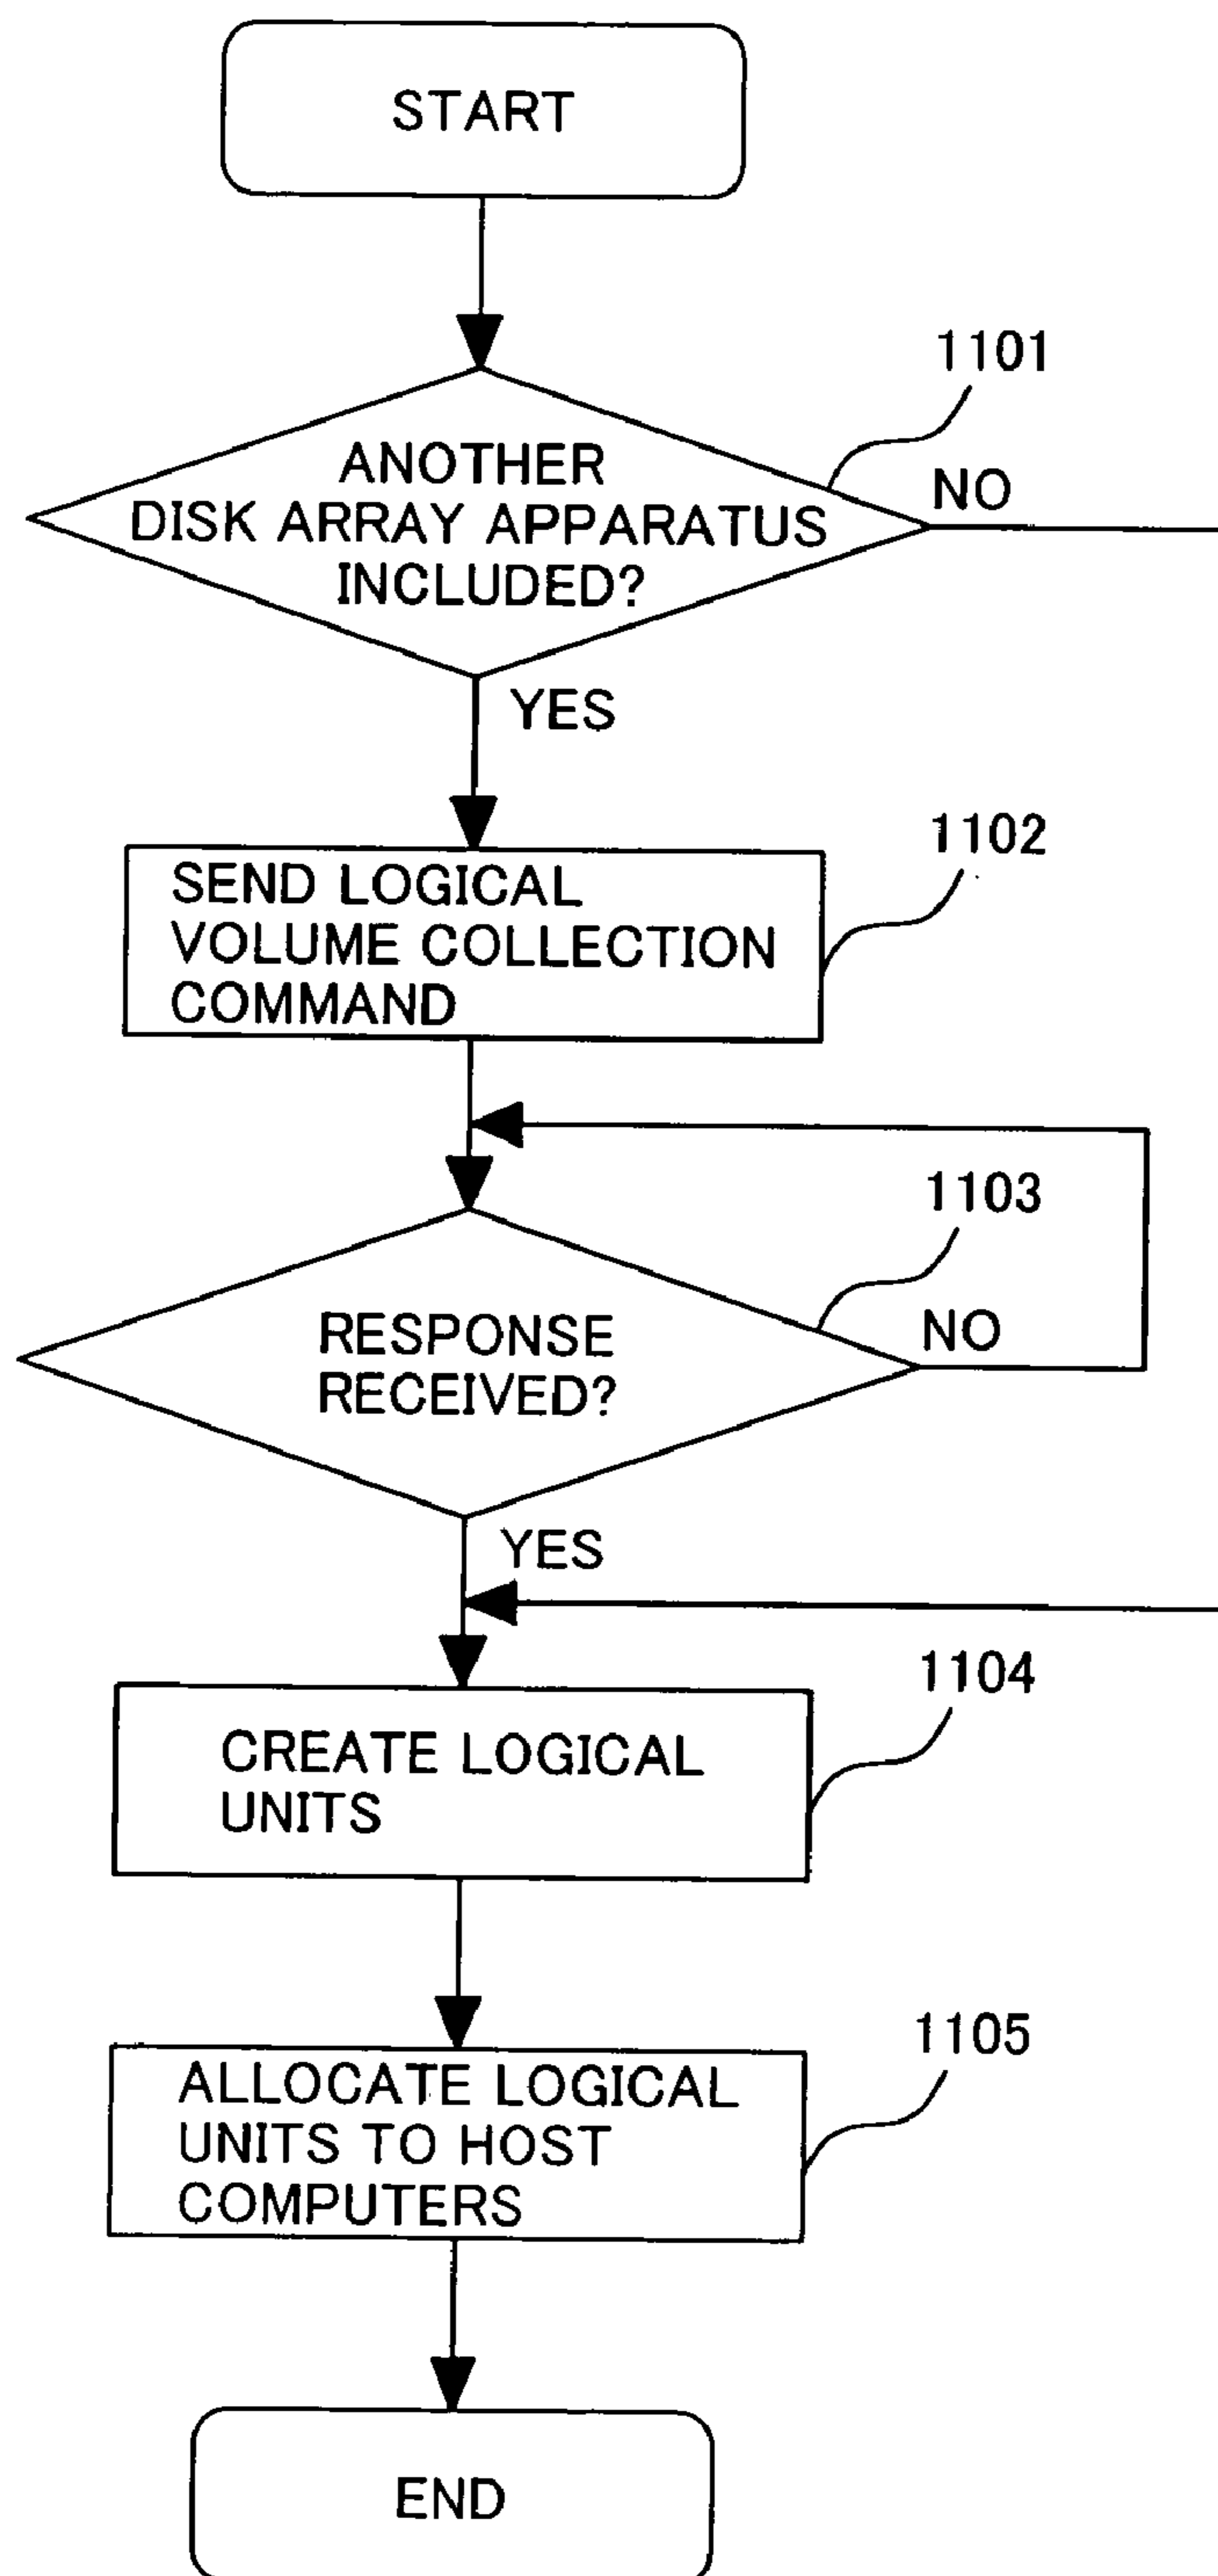 START
1101
ANOTHER
DISK ARRAY APPARATUS
INCLUDED?
NO
YES
1102
SEND LOGICAL
VOLUME COLLECTION
COMMAND
1103
RESPONSE
RECEIVED?
NO
YES
1104
CREATE LOGICAL
UNITS
1105
ALLOCATE LOGICAL
UNITS TO HOST
COMPUTERS
END